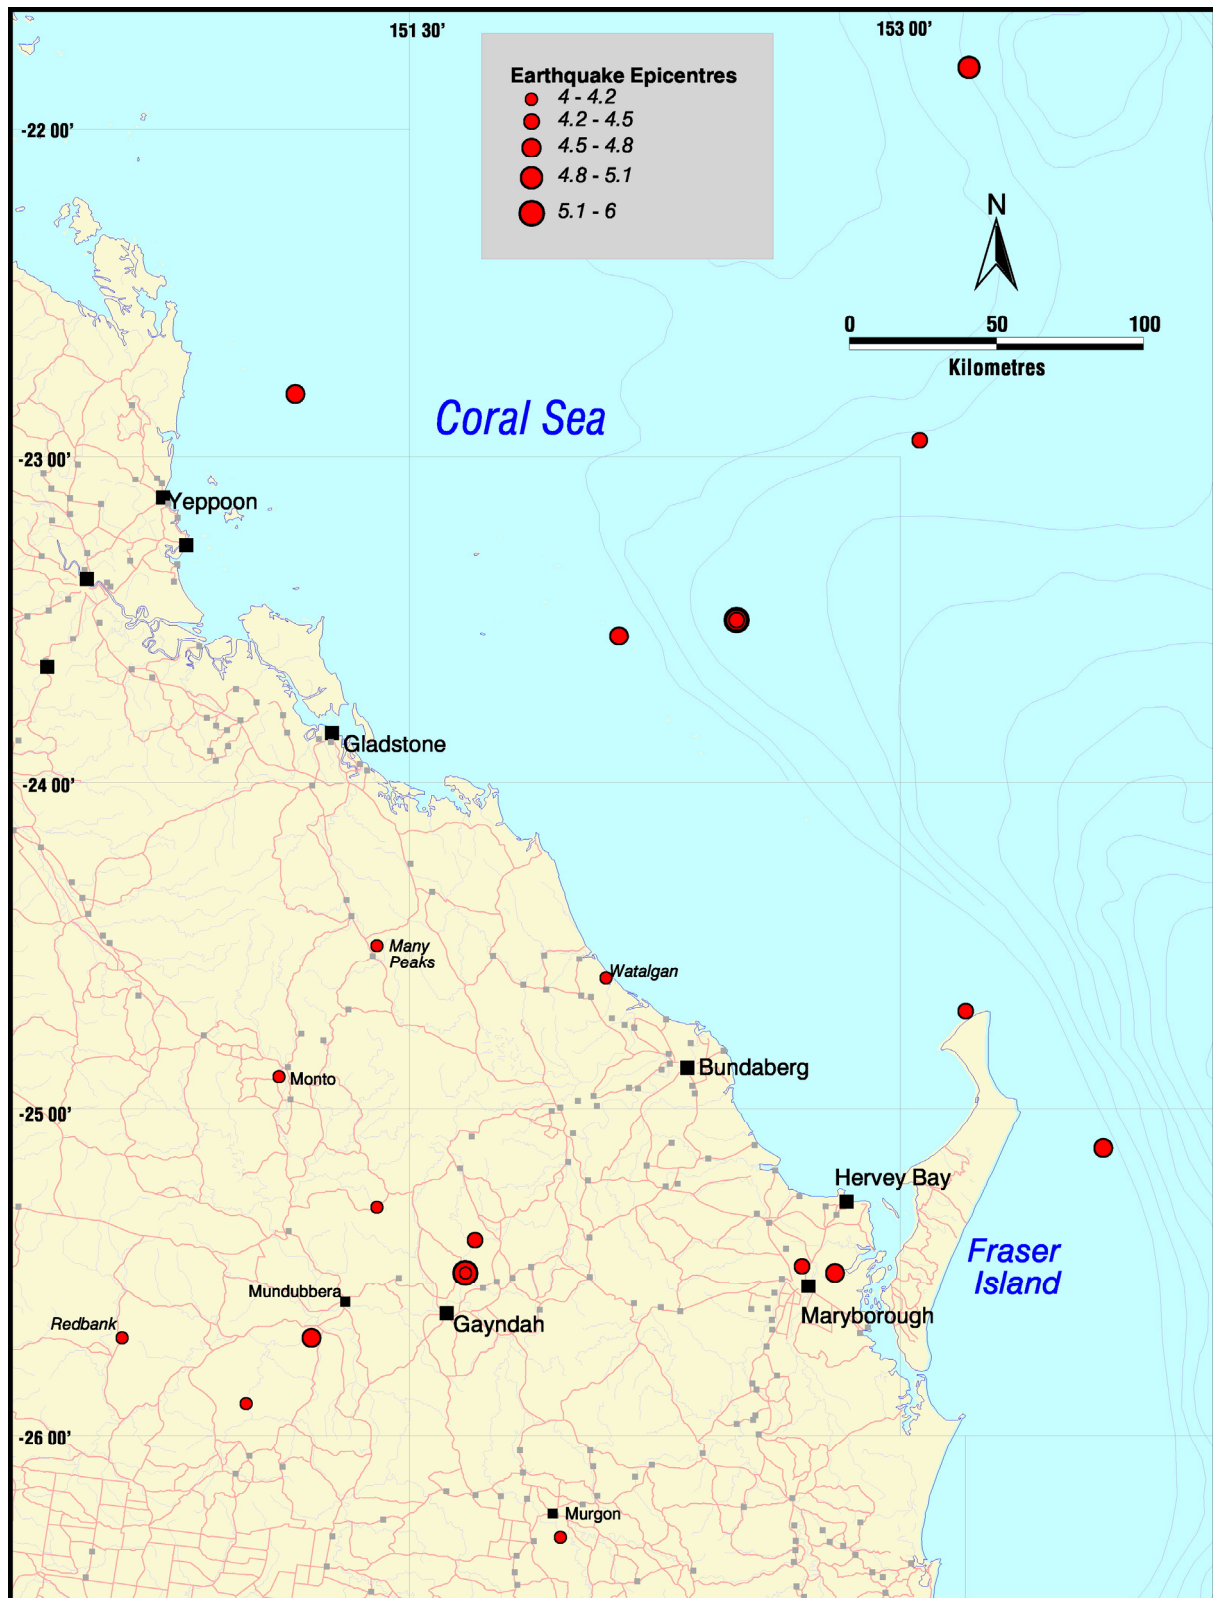 151 30'
153 00'
Earthquake Epicentres
4 - 4.2
4.2 - 4.5
4.5 - 4.8
4.8 - 5.1
5.1 - 6
-22 00'
N
0 50 100
Kilometres
Coral Sea
-23 00'
Yeppoon
Gladstone
-24 00'
Many
Peaks
Watalgan
Bundaberg
Monto
-25 00'
Hervey Bay
Fraser
Island
Mundubbera
Redbank
Gayndah
Maryborough
-26 00'
Murgon